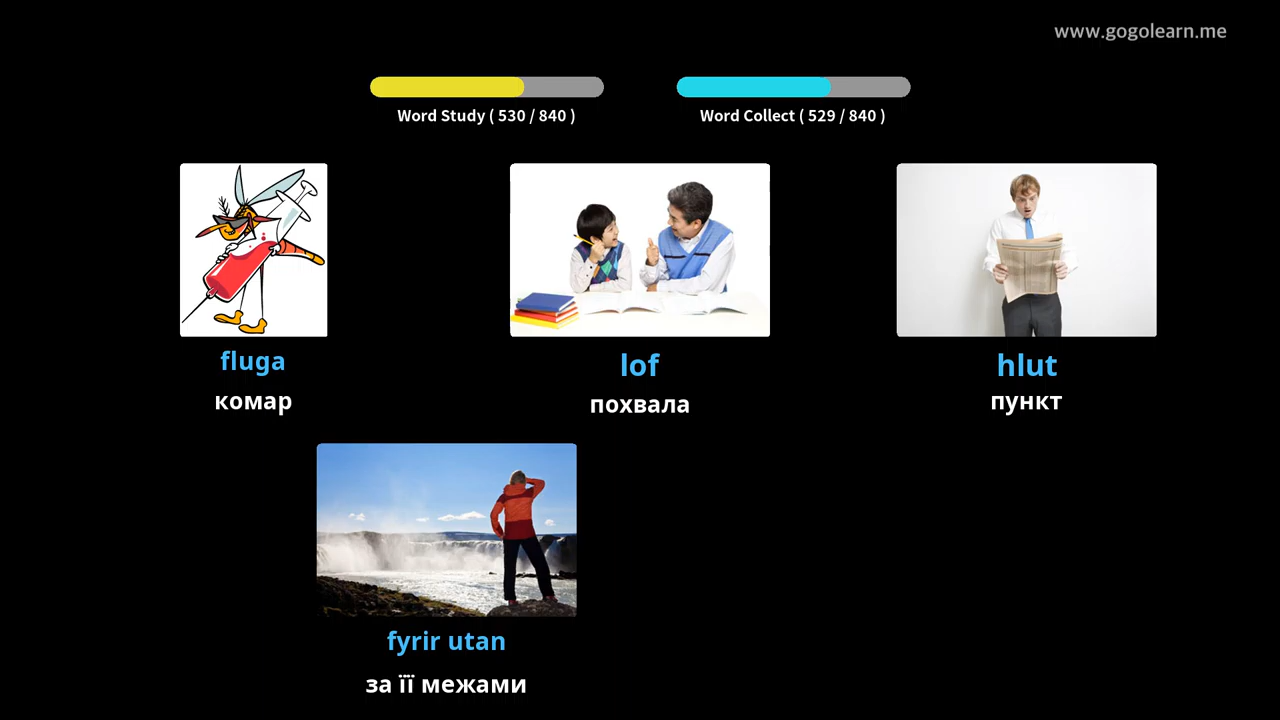 www.gogolearn.me
Word Study ( 530 / 840 )
Word Collect ( 529 / 840 )
fluga
комар
lof
похвала
hlut
пункт
fyrir utan
за її межами